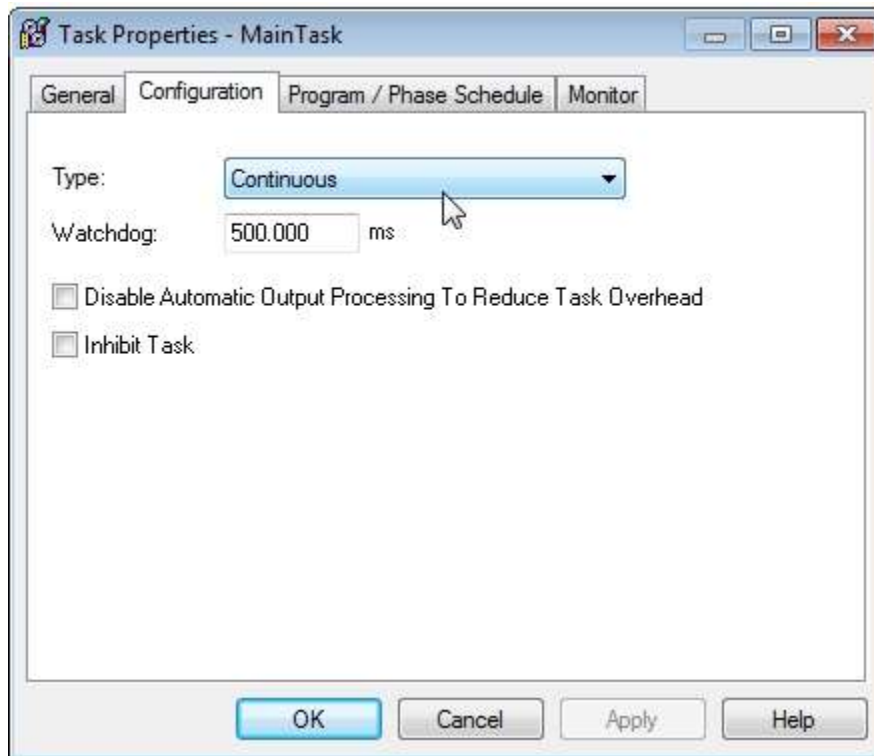 Task Properties - MainTask
General Configuration Program / Phase Schedule Monitor
Type: Continuous
Watchdog: 500.000 ms
Disable Automatic Output Processing To Reduce Task Overhead
Inhibit Task
OK Cancel Apply Help